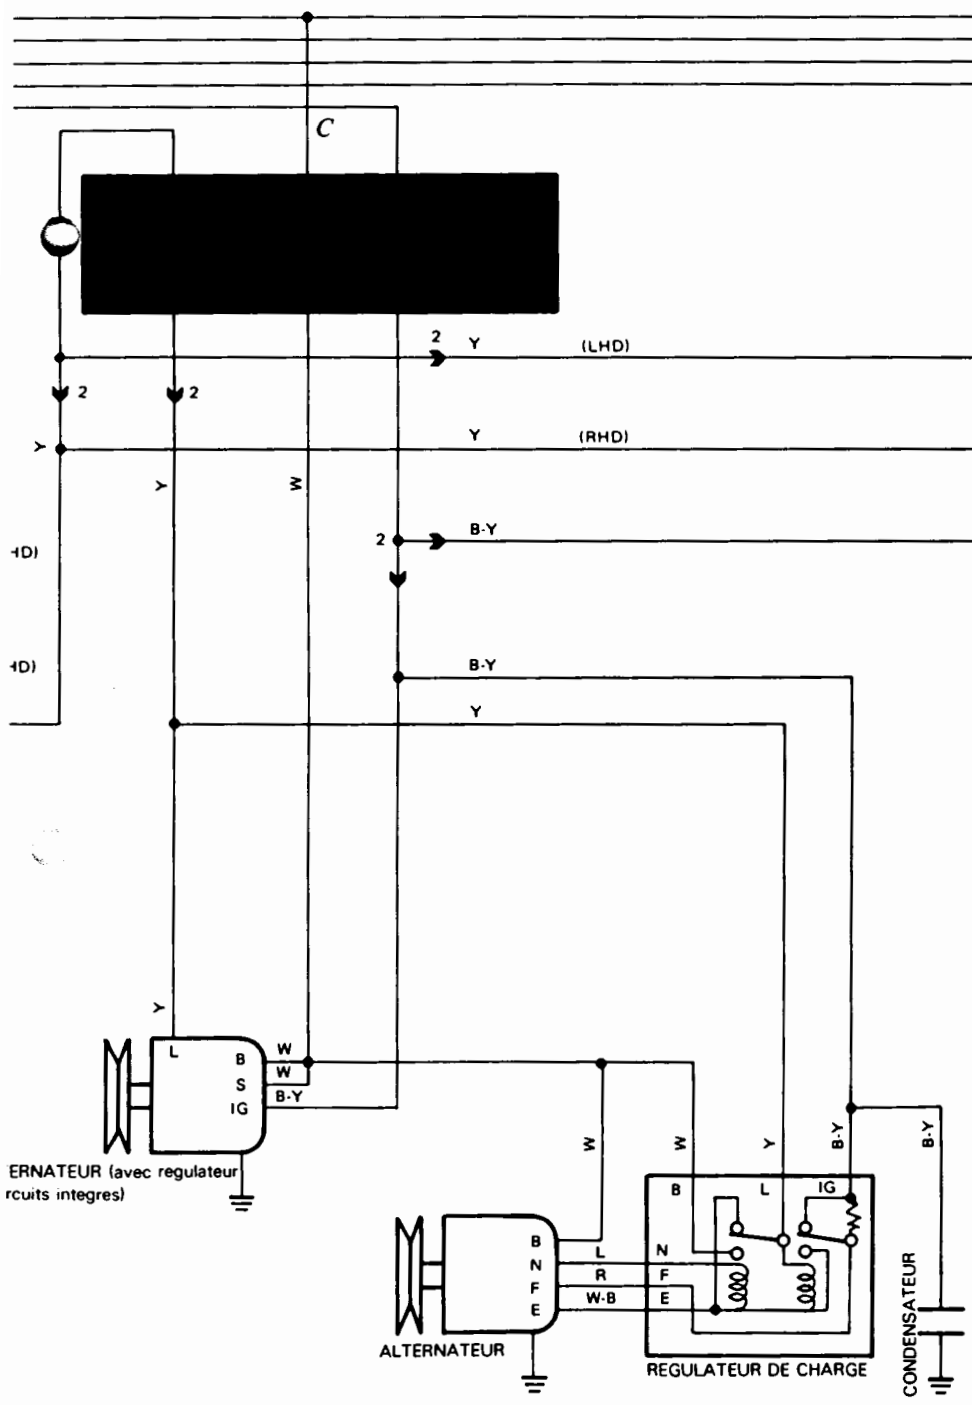 C
2 Y (LHD)
2 2
Y Y (RHD)
Y W
2 B-Y
HD)
HD)
B-Y
Y
Y
L B W
S W
IG B-Y
ERNATEUR (avec regulateur
rcuits integres)
W W Y B-Y B-Y
B L IG
B L N
N R F
F W-B E
E
ALTERNATEUR
REGULATEUR DE CHARGE
CONDENSATEUR